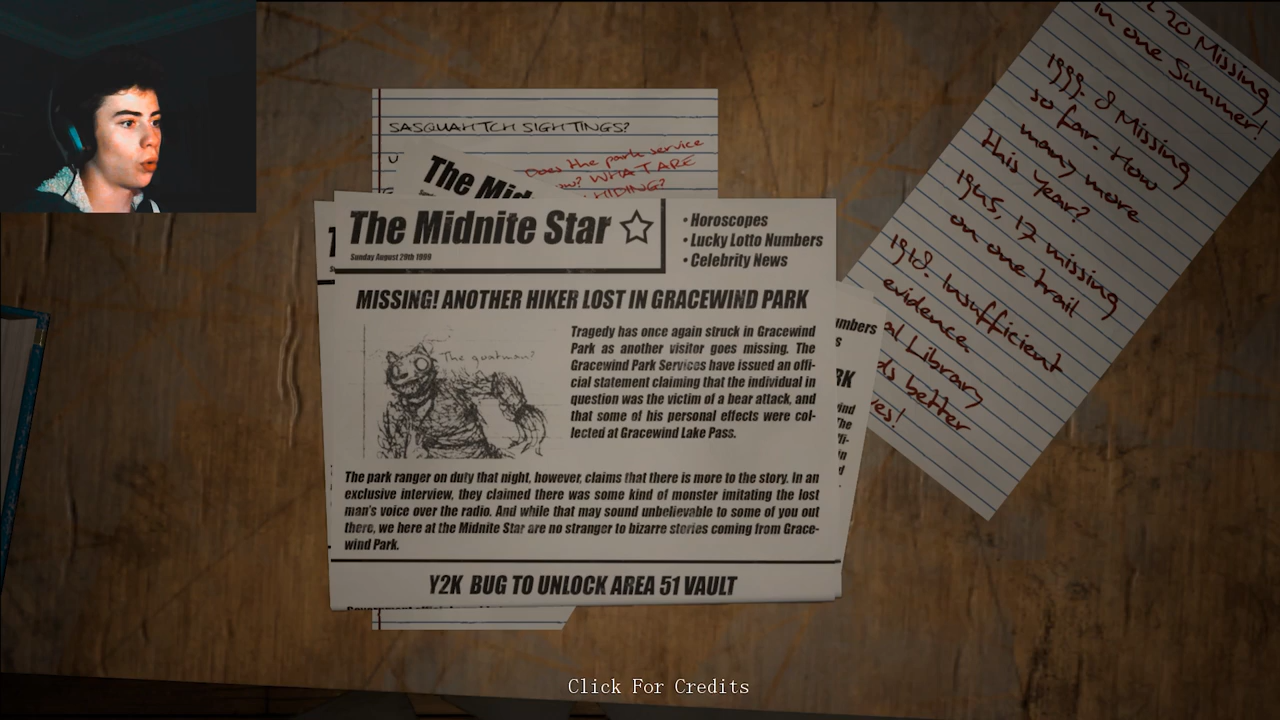 SASQUAHTCH SIGHTINGS?
Does the park service
WHAT ARE
HIDING?
The Mid
The Midnite Star
Sunday August 29th 1999
• Horoscopes
• Lucky Lotto Numbers
• Celebrity News
MISSING! ANOTHER HIKER LOST IN GRACEWIND PARK
The goatman?
Tragedy has once again struck in Gracewind
Park as another visitor goes missing. The
Gracewind Park Services have issued an offi-
cial statement claiming that the individual in
question was the victim of a bear attack, and
that some of his personal effects were col-
lected at Gracewind Lake Pass.
The park ranger on duty that night, however, claims that there is more to the story. In an
exclusive interview, they claimed there was some kind of monster imitating the lost
man's voice over the radio. And while that may sound unbelievable to some of you out
there, we here at the Midnite Star are no stranger to bizarre stories coming from Grace-
wind Park.
Y2K BUG TO UNLOCK AREA 51 VAULT
20 Missing
in one Summer!
1999. 8 Missing
so far. How
many more
this year?
1965, 17 missing
on one trail
1918. Insufficient
evidence.
al Library
ds better
ves!
Click For Credits